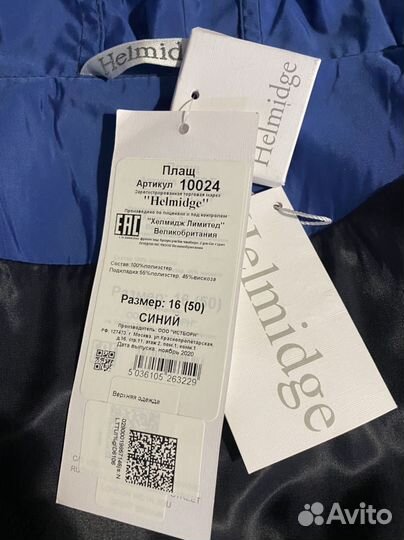 Helmidge
Helmidge
Helmidge
Плащ
Артикул 10024
Зарегистрированная торговая марка
"Helmidge"
Произведено по лицензии и под контролем
"Хелмидж Лимитед"
Великобритания
EAC
Состав:100%полиэстер
Подкладка:55%полиэстер, 45%вискоза
Размер: 16 (50)
СИНИЙ
Производитель: ООО "ИСТБОРН"
РФ, 127473, г. Москва, ул.Краснопролетарская,
д.16, стр.11, этаж 2, пом.1, комн.1
Дата выпуска: ноябрь 2020
5 036105 263229
Верхняя одежда
Avito